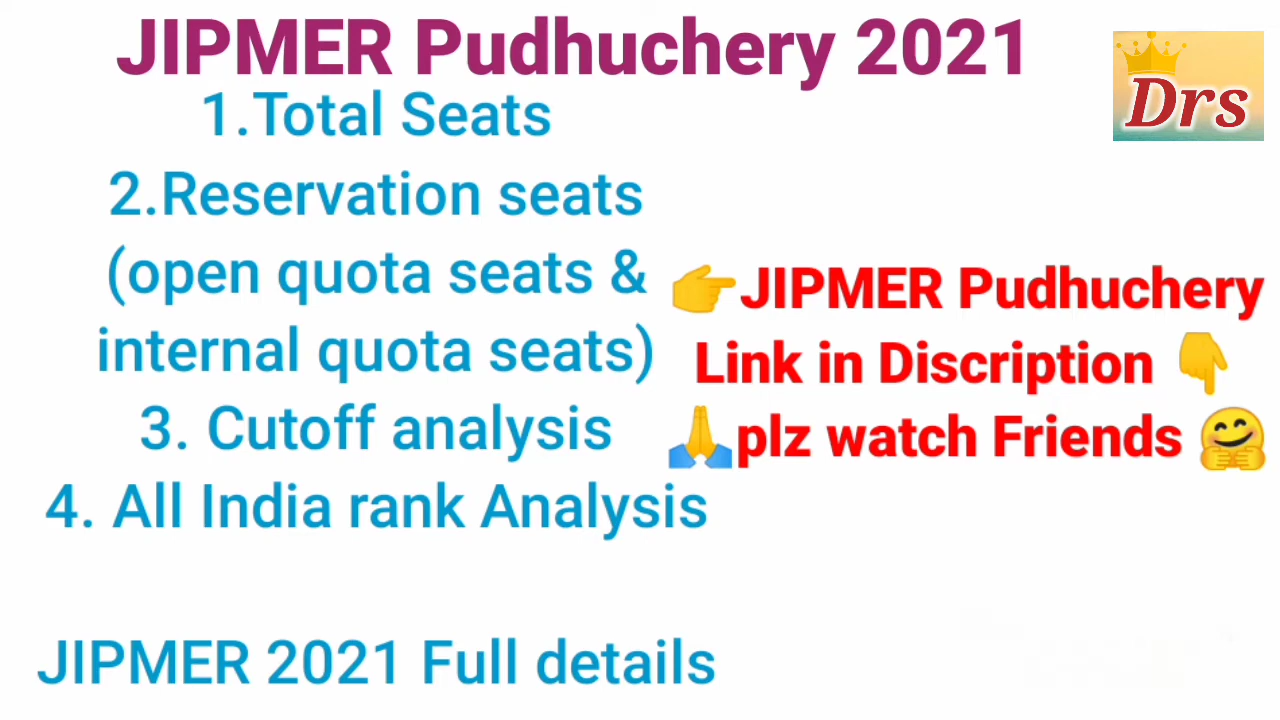 JIPMER Pudhuchery 2021
Drs
1.Total Seats
2.Reservation seats
(open quota seats &
internal quota seats)
3. Cutoff analysis
4. All India rank Analysis
JIPMER 2021 Full details
👉JIPMER Pudhuchery
Link in Discription 👇
🙏plz watch Friends 🤗